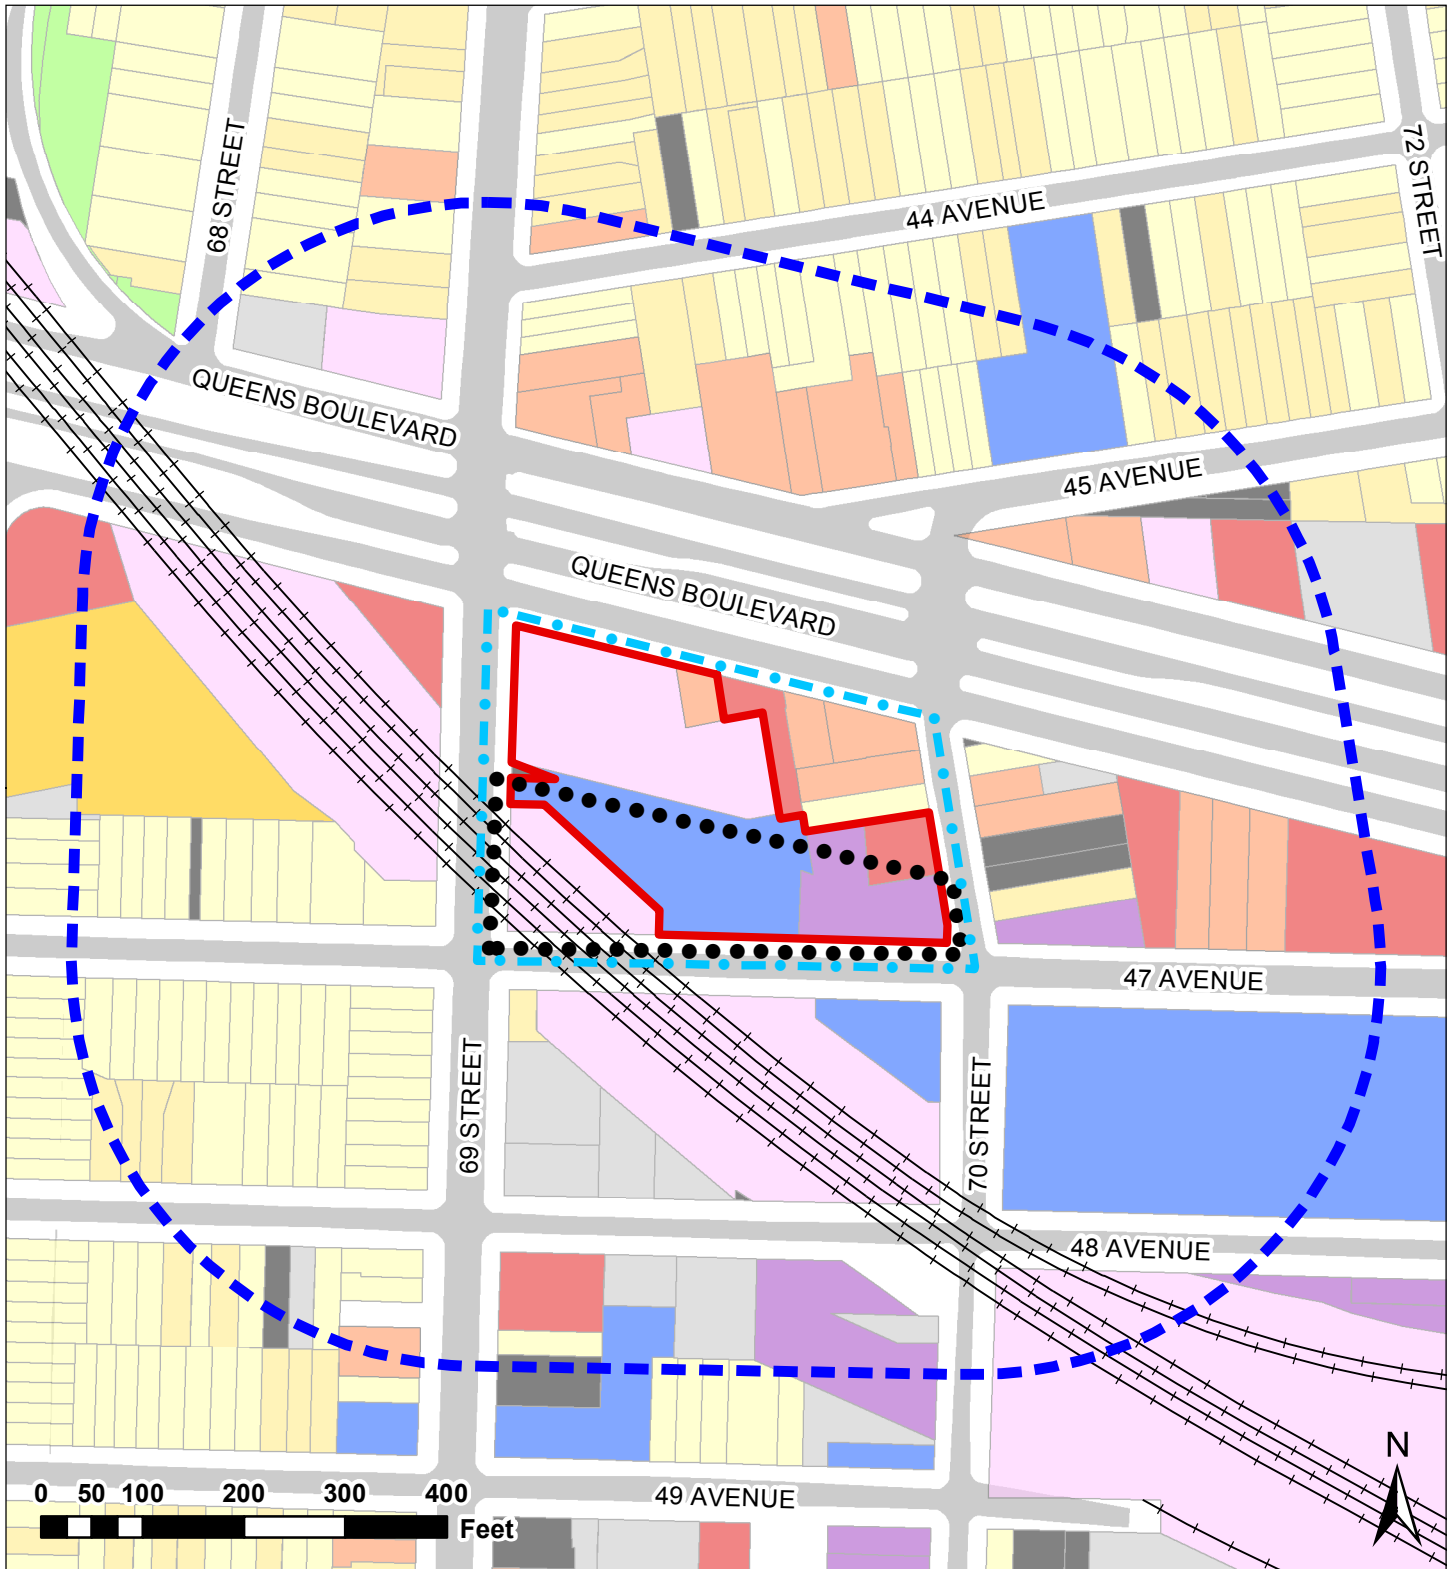 68 STREET
72 STREET
44 AVENUE
QUEENS BOULEVARD
45 AVENUE
QUEENS BOULEVARD
47 AVENUE
69 STREET
70 STREET
48 AVENUE
N
0 50 100 200 300 400
49 AVENUE
Feet